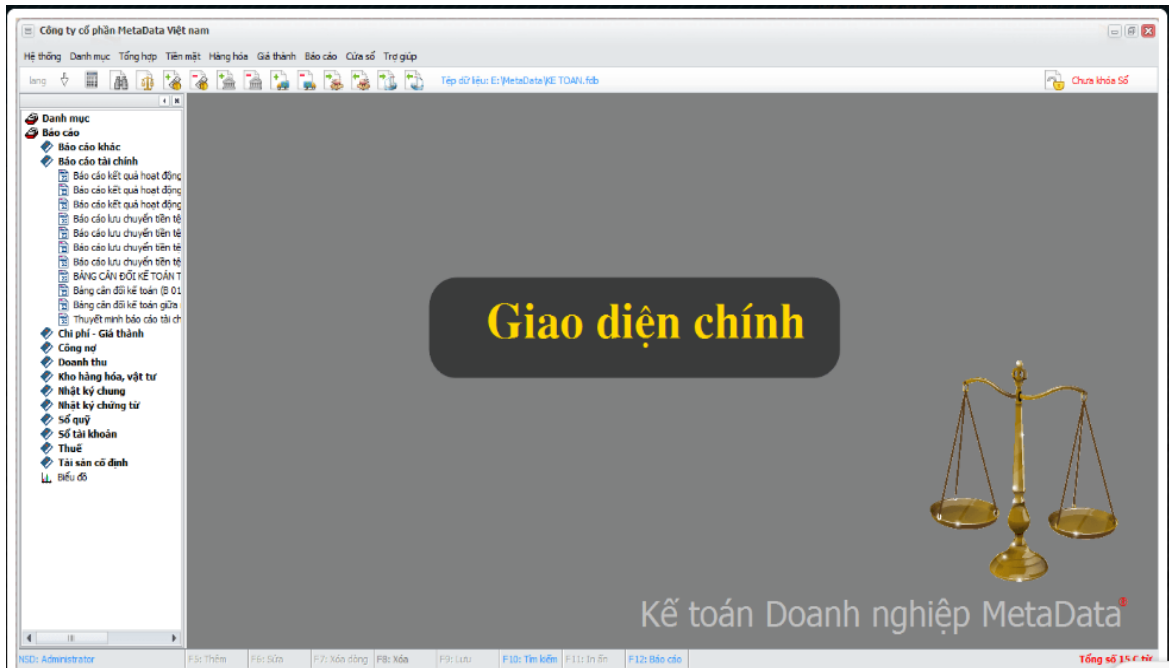 Công ty cổ phần MetaData Việt nam
Hệ thống Danh mục Tổng hợp Tiền mặt Hàng hóa Giá thành Báo cáo Cửa sổ Trợ giúp
lang Tệp dữ liệu: E:\MetaData\KE TOAN.fdb Chưa khóa Sổ
Danh mục
Báo cáo
Báo cáo khác
Báo cáo tài chính
Báo cáo kết quả hoạt động
Báo cáo kết quả hoạt động
Báo cáo kết quả hoạt động
Báo cáo lưu chuyển tiền tệ
Báo cáo lưu chuyển tiền tệ
Báo cáo lưu chuyển tiền tệ
Báo cáo lưu chuyển tiền tệ
BẢNG CÂN ĐỐI KẾ TOÁN T
Bảng cân đối kế toán (B 01
Bảng cân đối kế toán giữa
Thuyết minh báo cáo tài ch
Chi phí - Giá thành
Công nợ
Doanh thu
Kho hàng hóa, vật tư
Nhật ký chung
Nhật ký chứng từ
Sổ quỹ
Sổ tài khoản
Thuế
Tài sản cố định
Biểu đồ
Giao diện chính
Kế toán Doanh nghiệp MetaData®
NSD: Administrator F5: Thêm F6: Sửa F7: Xóa dòng F8: Xóa F9: Lưu F10: Tìm kiếm F11: In ấn F12: Báo cáo Tổng số 15 C từ